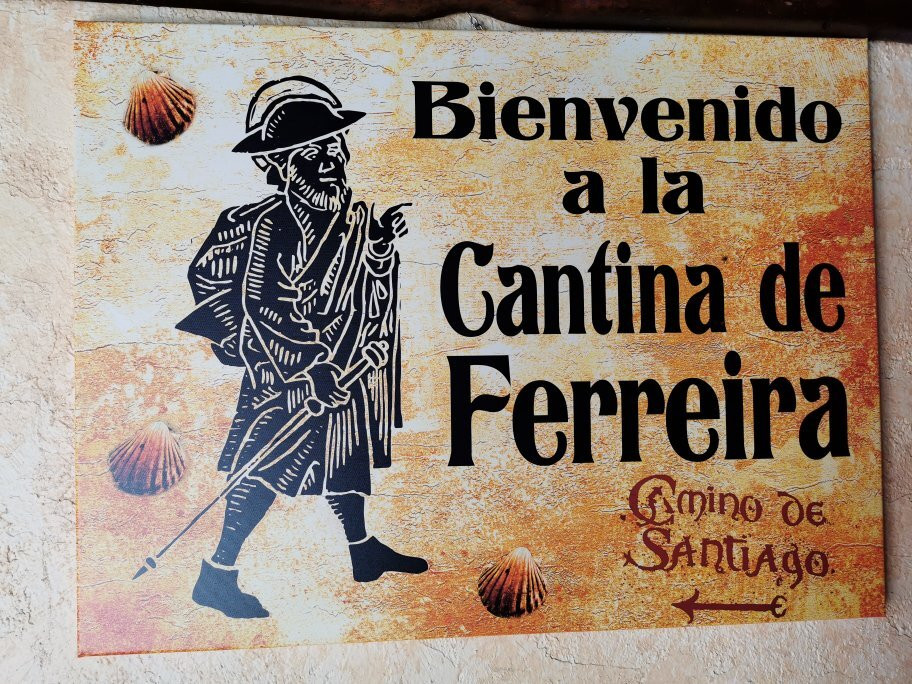 Bienvenido
a la
Cantina de
Ferreira
Camino de
Santiago